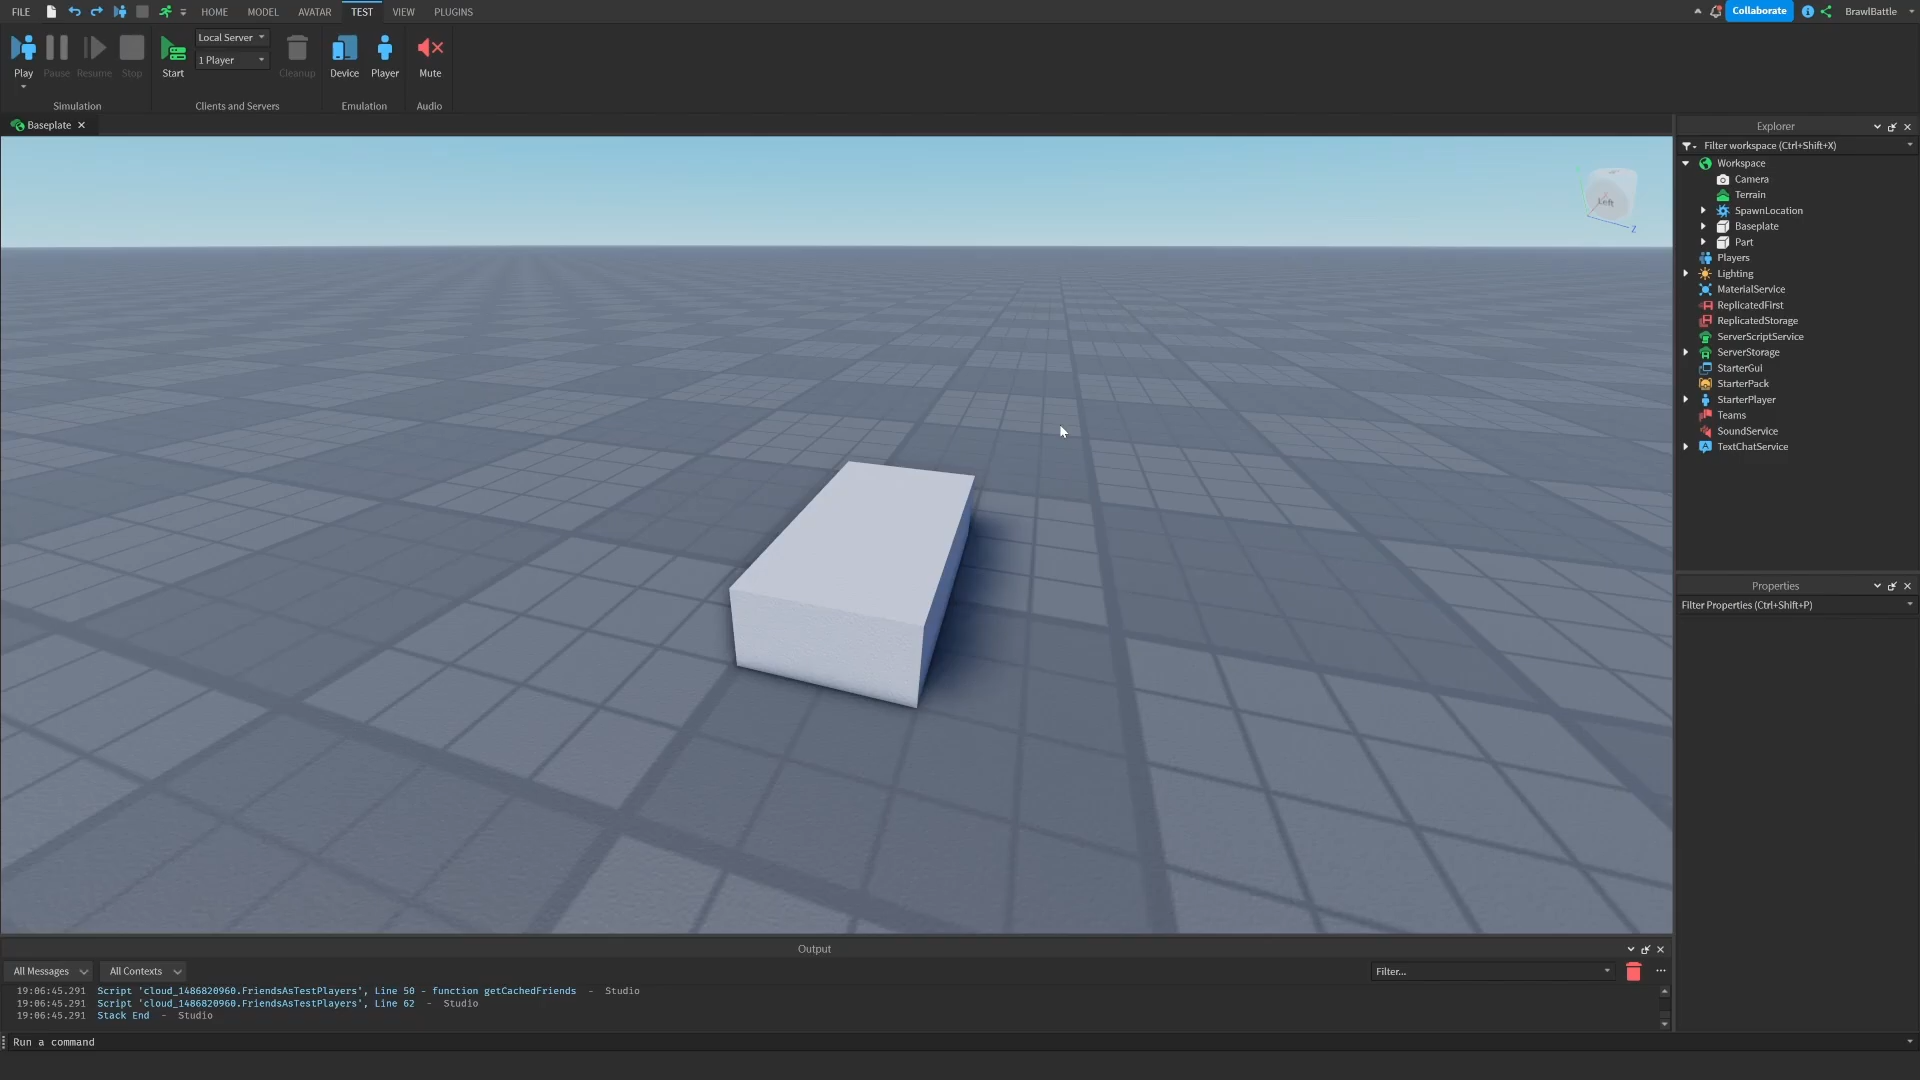 FILE HOME MODEL AVATAR TEST VIEW PLUGINS Collaborate BrawlBattle
Local Server
1 Player
Play Pause Resume Stop Start Cleanup Device Player Mute
Simulation Clients and Servers Emulation Audio
Baseplate
Left
Z
Explorer
Filter workspace (Ctrl+Shift+X)
Workspace
Camera
Terrain
SpawnLocation
Baseplate
Part
Players
Lighting
MaterialService
ReplicatedFirst
ReplicatedStorage
ServerScriptService
ServerStorage
StarterGui
StarterPack
StarterPlayer
Teams
SoundService
TextChatService
Properties
Filter Properties (Ctrl+Shift+P)
Output
All Messages All Contexts Filter...
19:06:45.291 Script 'cloud_1486820960.FriendsAsTestPlayers', Line 50 - function getCachedFriends - Studio
19:06:45.291 Script 'cloud_1486820960.FriendsAsTestPlayers', Line 62 - Studio
19:06:45.291 Stack End - Studio
Run a command